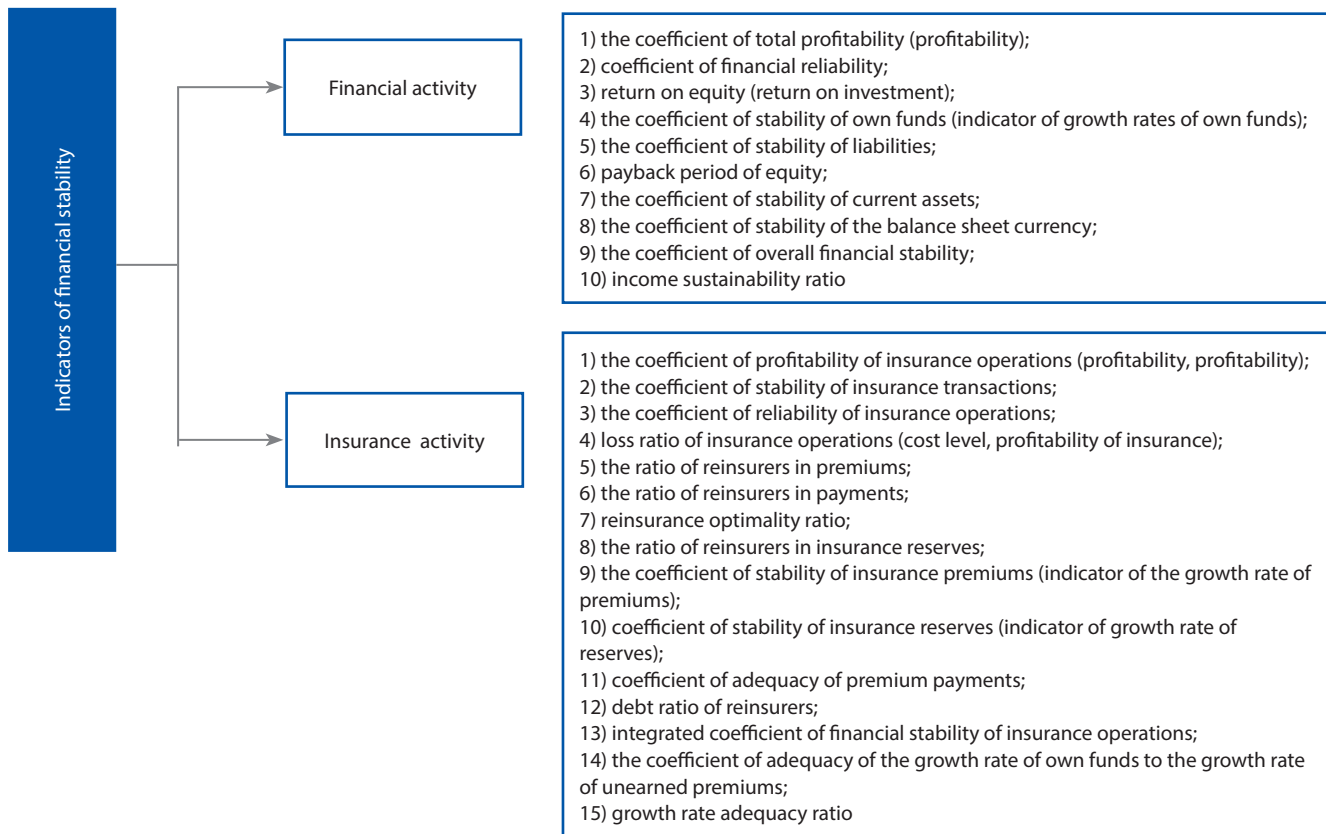 Indicators of financial stability
Financial activity
1) the coefficient of total profitability (profitability);
2) coefficient of financial reliability;
3) return on equity (return on investment);
4) the coefficient of stability of own funds (indicator of growth rates of own funds);
5) the coefficient of stability of liabilities;
6) payback period of equity;
7) the coefficient of stability of current assets;
8) the coefficient of stability of the balance sheet currency;
9) the coefficient of overall financial stability;
10) income sustainability ratio
Insurance activity
1) the coefficient of profitability of insurance operations (profitability, profitability);
2) the coefficient of stability of insurance transactions;
3) the coefficient of reliability of insurance operations;
4) loss ratio of insurance operations (cost level, profitability of insurance);
5) the ratio of reinsurers in premiums;
6) the ratio of reinsurers in payments;
7) reinsurance optimality ratio;
8) the ratio of reinsurers in insurance reserves;
9) the coefficient of stability of insurance premiums (indicator of the growth rate of
premiums);
10) coefficient of stability of insurance reserves (indicator of growth rate of
reserves);
11) coefficient of adequacy of premium payments;
12) debt ratio of reinsurers;
13) integrated coefficient of financial stability of insurance operations;
14) the coefficient of adequacy of the growth rate of own funds to the growth rate
of unearned premiums;
15) growth rate adequacy ratio